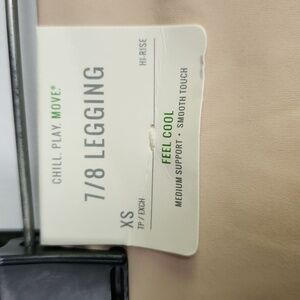 CHILL. PLAY. MOVE.®
7/8 LEGGING
XS
TP / EXCH
HI-RISE
FEEL COOL
MEDIUM SUPPORT • SMOOTH TOUCH